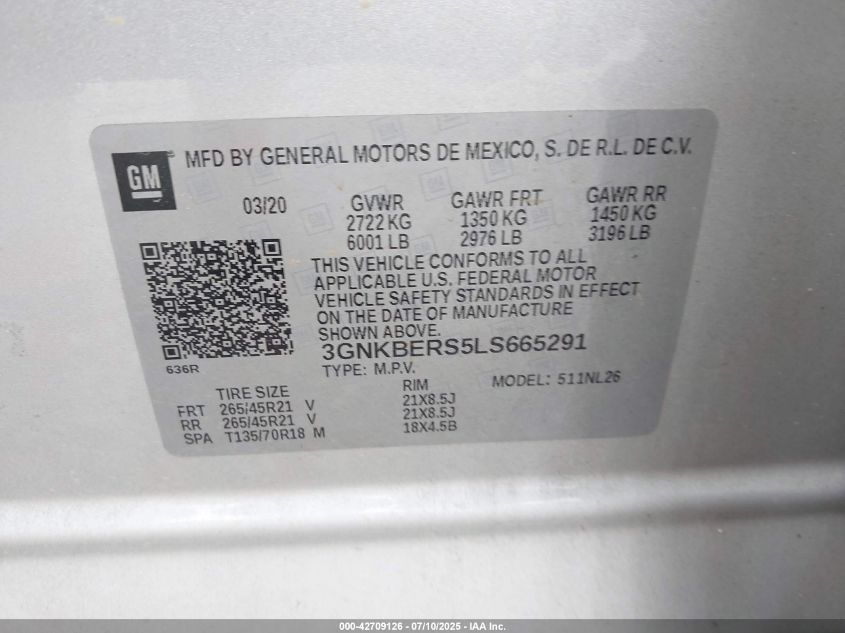 GM
MFD BY GENERAL MOTORS DE MEXICO, S. DE R.L. DE C.V.
03/20 GVWR GAWR FRT GAWR RR
2722 KG 1350 KG 1450 KG
6001 LB 2976 LB 3196 LB
THIS VEHICLE CONFORMS TO ALL
APPLICABLE U.S. FEDERAL MOTOR
VEHICLE SAFETY STANDARDS IN EFFECT
ON THE DATE OF MANUFACTURE
SHOWN ABOVE.
3GNKBERS5LS665291
636R
TYPE: M.P.V.
MODEL: 511NL26
TIRE SIZE RIM
FRT 265/45R21 V 21X8.5J
RR 265/45R21 V 21X8.5J
SPA T135/70R18 M 18X4.5B
000-42709126 - 07/10/2025 - IAA Inc.